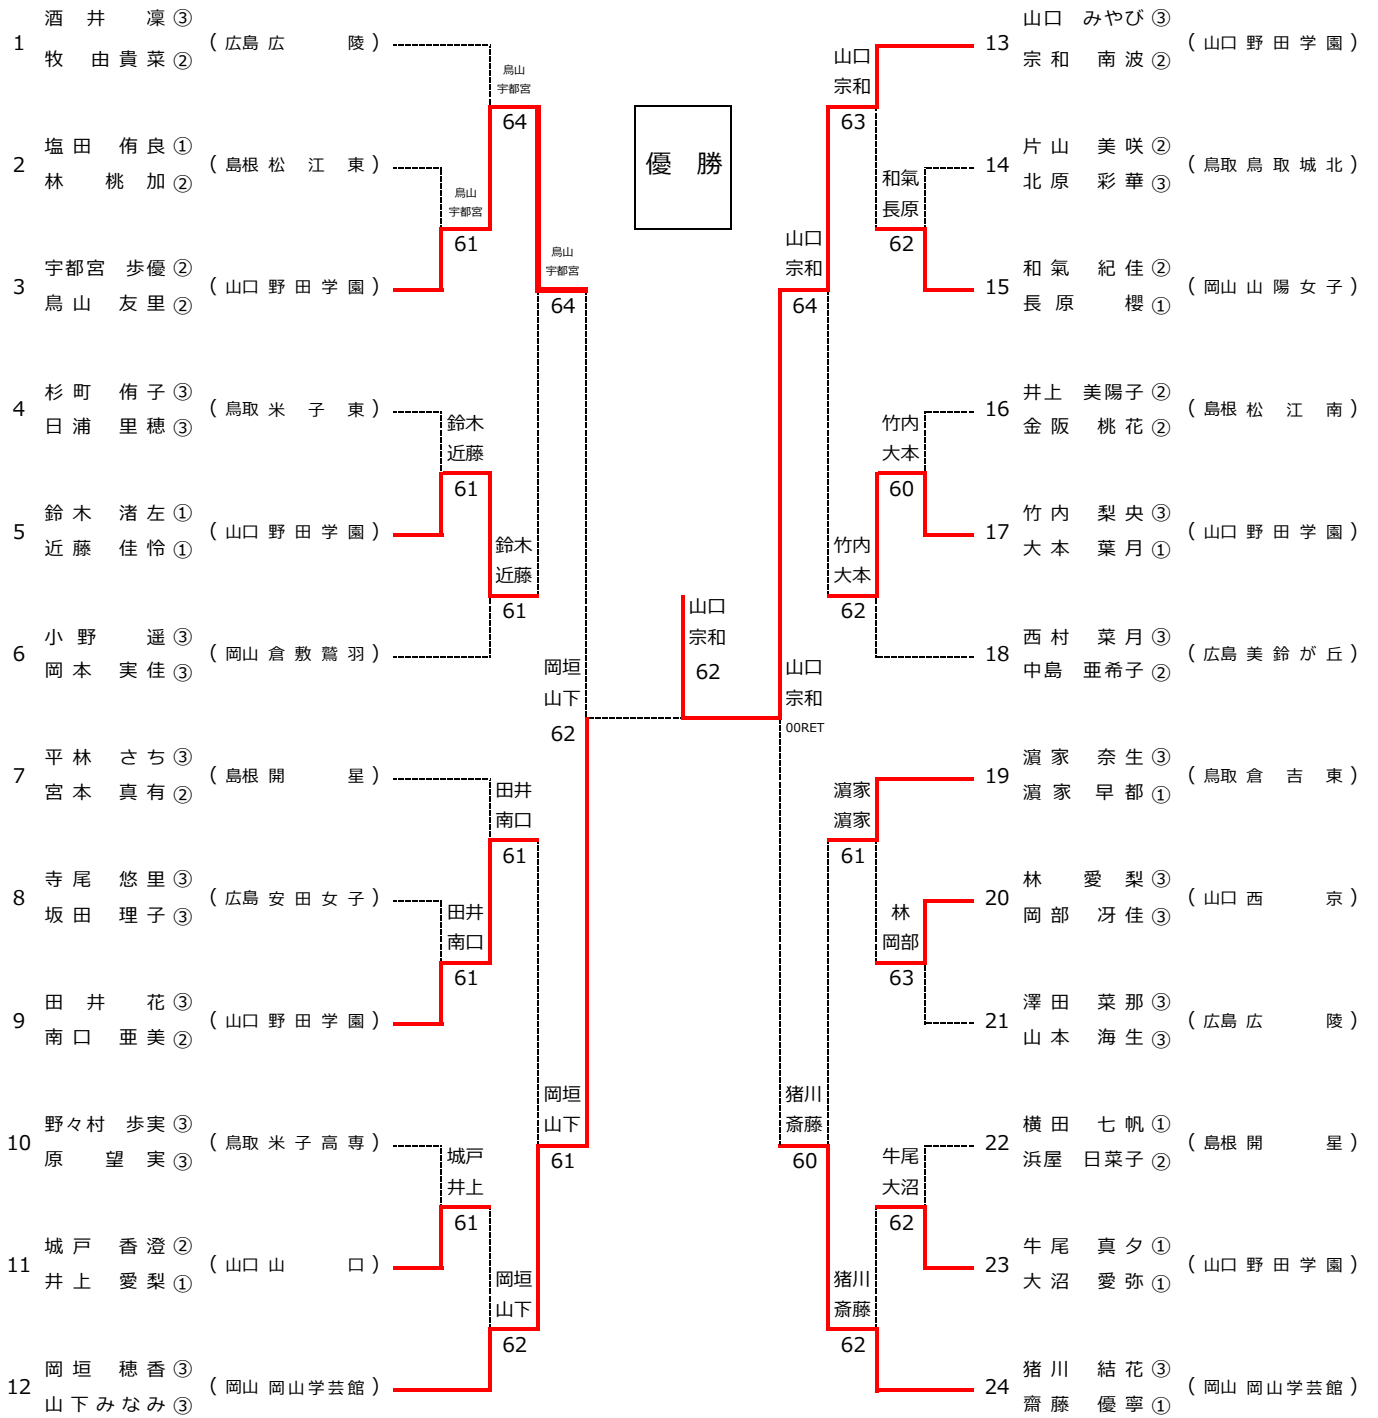 酒井 凜③
1 (広島 広陵)
牧 由貴菜②
塩田 侑良①
2 (島根 松江東)
林 桃加②
宇都宮 歩優②
3 (山口 野田学園)
鳥山 友里②
杉町 侑子③
4 (鳥取 米子東)
日浦 里穂③
鈴木 渚左①
5 (山口 野田学園)
近藤 佳怜①
小野 遥③
6 (岡山 倉敷鷲羽)
岡本 実佳③
平林 さち③
7 (島根 開星)
宮本 真有②
寺尾 悠里③
8 (広島 安田女子)
坂田 理子③
田井 花③
9 (山口 野田学園)
南口 亜美②
野々村 歩実③
10 (鳥取 米子高専)
原 望実③
城戸 香澄②
11 (山口 山口)
井上 愛梨①
岡垣 穂香③
12 (岡山 岡山学芸館)
山下みなみ③
鳥山
宇都宮
61
鈴木
近藤
61
田井
南口
61
城戸
井上
61
鳥山
宇都宮
64
鈴木
近藤
61
田井
南口
61
岡垣
山下
62
鳥山
宇都宮
64
岡垣
山下
61
岡垣
山下
62
優勝
山口
宗和
62
山口
宗和
00RET
山口
宗和
64
猪川
斎藤
60
山口
宗和
63
竹内
大本
62
濵家
濵家
61
猪川
斎藤
62
和氣
長原
62
竹内
大本
60
林
岡部
63
牛尾
大沼
62
山口 みやび③
13 (山口 野田学園)
宗和 南波②
片山 美咲②
14 (鳥取 鳥取城北)
北原 彩華③
和氣 紀佳②
15 (岡山 山陽女子)
長原 櫻①
井上 美陽子②
16 (島根 松江南)
金阪 桃花②
竹内 梨央③
17 (山口 野田学園)
大本 葉月①
西村 菜月③
18 (広島 美鈴が丘)
中島 亜希子②
濵家 奈生③
19 (鳥取 倉吉東)
濵家 早都①
林 愛梨③
20 (山口 西京)
岡部 冴佳③
澤田 菜那③
21 (広島 広陵)
山本 海生③
横田 七帆①
22 (島根 開星)
浜屋 日菜子②
牛尾 真夕①
23 (山口 野田学園)
大沼 愛弥①
猪川 結花③
24 (岡山 岡山学芸館)
齋藤 優寧①